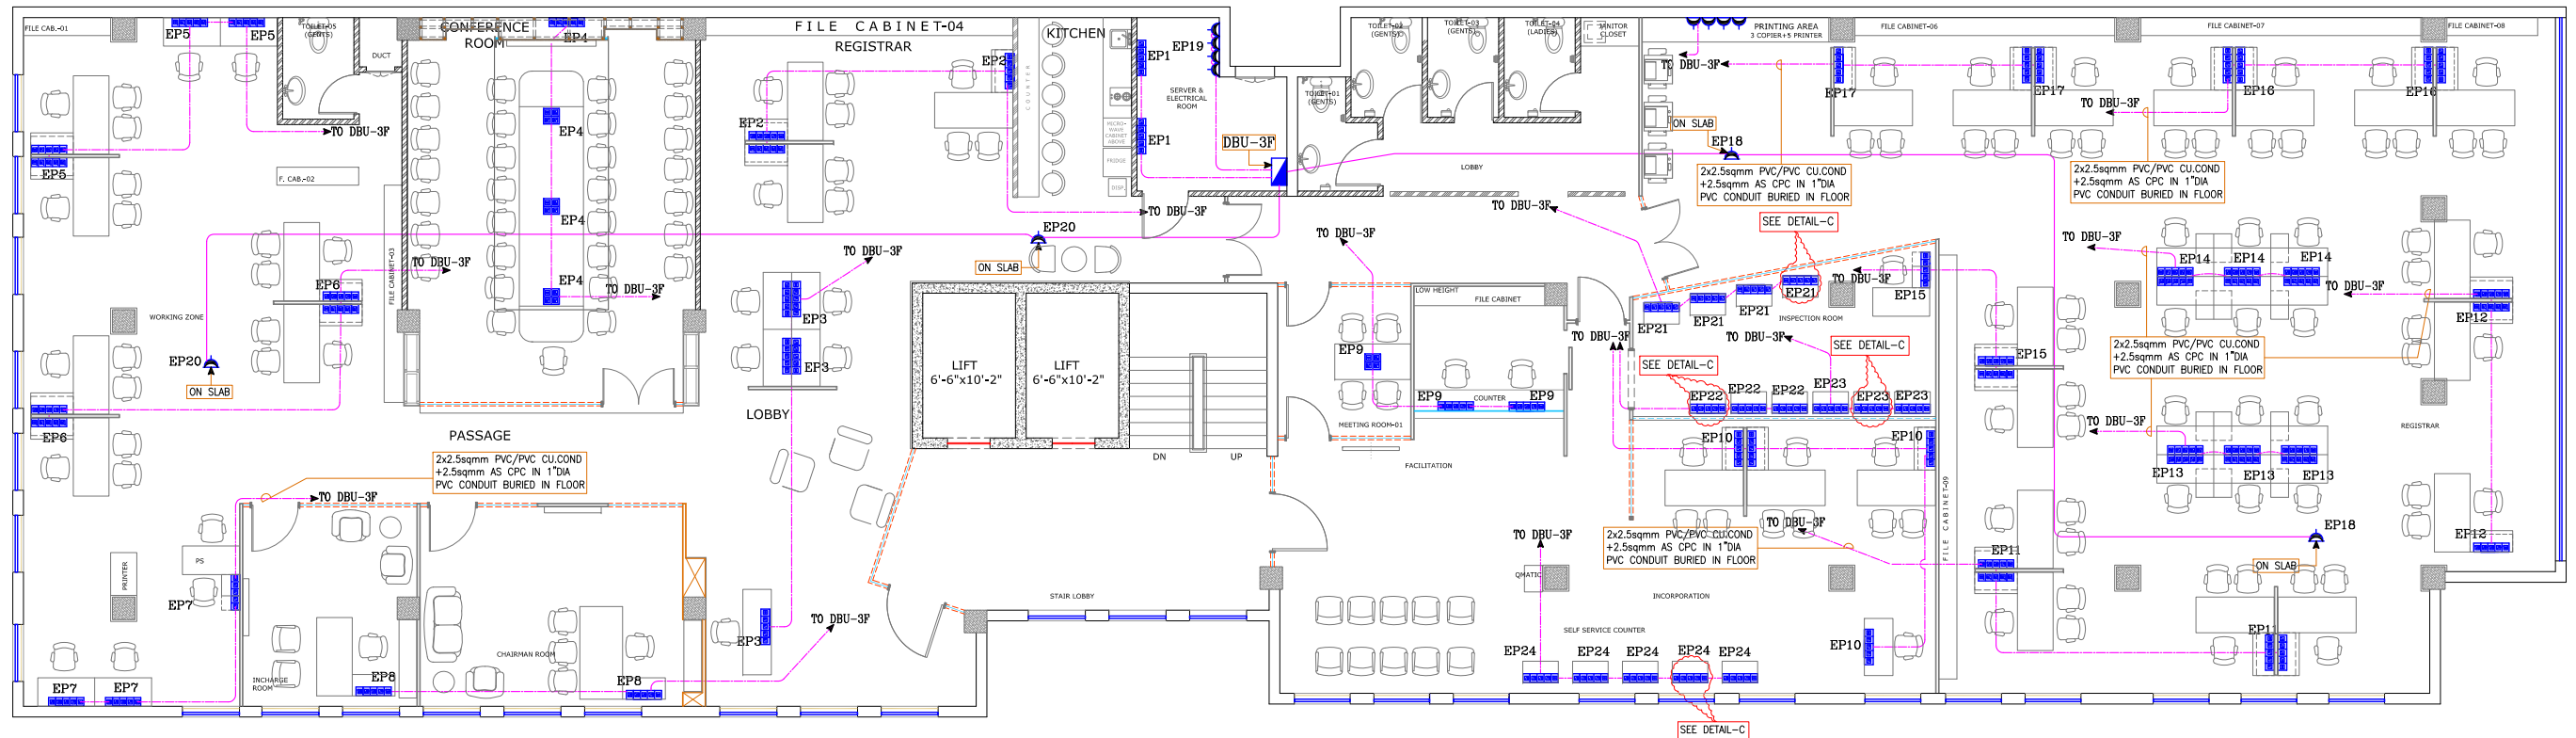 FILE CAB.-01
EP5
EP5
TOILET-05
(GENTS)
DUCT
CONFERENCE
ROOM
EP4
FILE CABINET-04
REGISTRAR
EP2
KITCHEN
COUNTER
EP1
EP19
SERVER &
ELECTRICAL
ROOM
TOILET-02
(GENTS)
TOILET-03
(GENTS)
TOILET-04
(LADIES)
JANITOR
CLOSET
PRINTING AREA
3 COPIER+5 PRINTER
FILE CABINET-06
FILE CABINET-07
FILE CABINET-08
TO DBU-3F
EP17
EP17
EP16
EP16
TOILET-01
(GENTS)
TO DBU-3F
TO DBU-3F
EP4
EP2
MICRO-
WAVE
CABINET
ABOVE
FRIDGE
DISP.
EP1
DBU-3F
ON SLAB
EP18
LOBBY
2x2.5sqmm PVC/PVC CU.COND
+2.5sqmm AS CPC IN 1"DIA
PVC CONDUIT BURIED IN FLOOR
2x2.5sqmm PVC/PVC CU.COND
+2.5sqmm AS CPC IN 1"DIA
PVC CONDUIT BURIED IN FLOOR
EP5
F. CAB.-02
EP4
TO DBU-3F
TO DBU-3F
SEE DETAIL-C
EP20
ON SLAB
TO DBU-3F
TO DBU-3F
TO DBU-3F
FILE CABINET-03
TO DBU-3F
EP6
EP4
TO DBU-3F
EP14
EP14
EP14
TO DBU-3F
EP15
TO DBU-3F
EP12
LOW HEIGHT
FILE CABINET
EP21
EP21
EP21
EP21
INSPECTION ROOM
WORKING ZONE
EP3
EP3
EP20
ON SLAB
LIFT
6'-6"x10'-2"
LIFT
6'-6"x10'-2"
EP9
TO DBU-3F
TO DBU-3F
SEE DETAIL-C
SEE DETAIL-C
EP15
2x2.5sqmm PVC/PVC CU.COND
+2.5sqmm AS CPC IN 1"DIA
PVC CONDUIT BURIED IN FLOOR
EP22
EP22
EP22
EP23
EP23
EP23
EP9
COUNTER
EP9
EP6
LOBBY
PASSAGE
MEETING ROOM-01
TO DBU-3F
REGISTRAR
DN
UP
EP10
EP10
FACILITATION
2x2.5sqmm PVC/PVC CU.COND
+2.5sqmm AS CPC IN 1"DIA
PVC CONDUIT BURIED IN FLOOR
TO DBU-3F
EP13
EP13
EP13
FILE CABINET-09
TO DBU-3F
EP18
TO DBU-3F
2x2.5sqmm PVC/PVC CU.COND
+2.5sqmm AS CPC IN 1"DIA
PVC CONDUIT BURIED IN FLOOR
EP11
EP12
ON SLAB
PS
PRINTER
QMATIC
EP7
STAIR LOBBY
INCORPORATION
TO DBU-3F
SELF SERVICE COUNTER
EP3
EP10
EP11
CHAIRMAN ROOM
EP24
EP24
EP24
EP24
EP24
INCHARGE
ROOM
EP8
EP8
EP7
EP7
SEE DETAIL-C